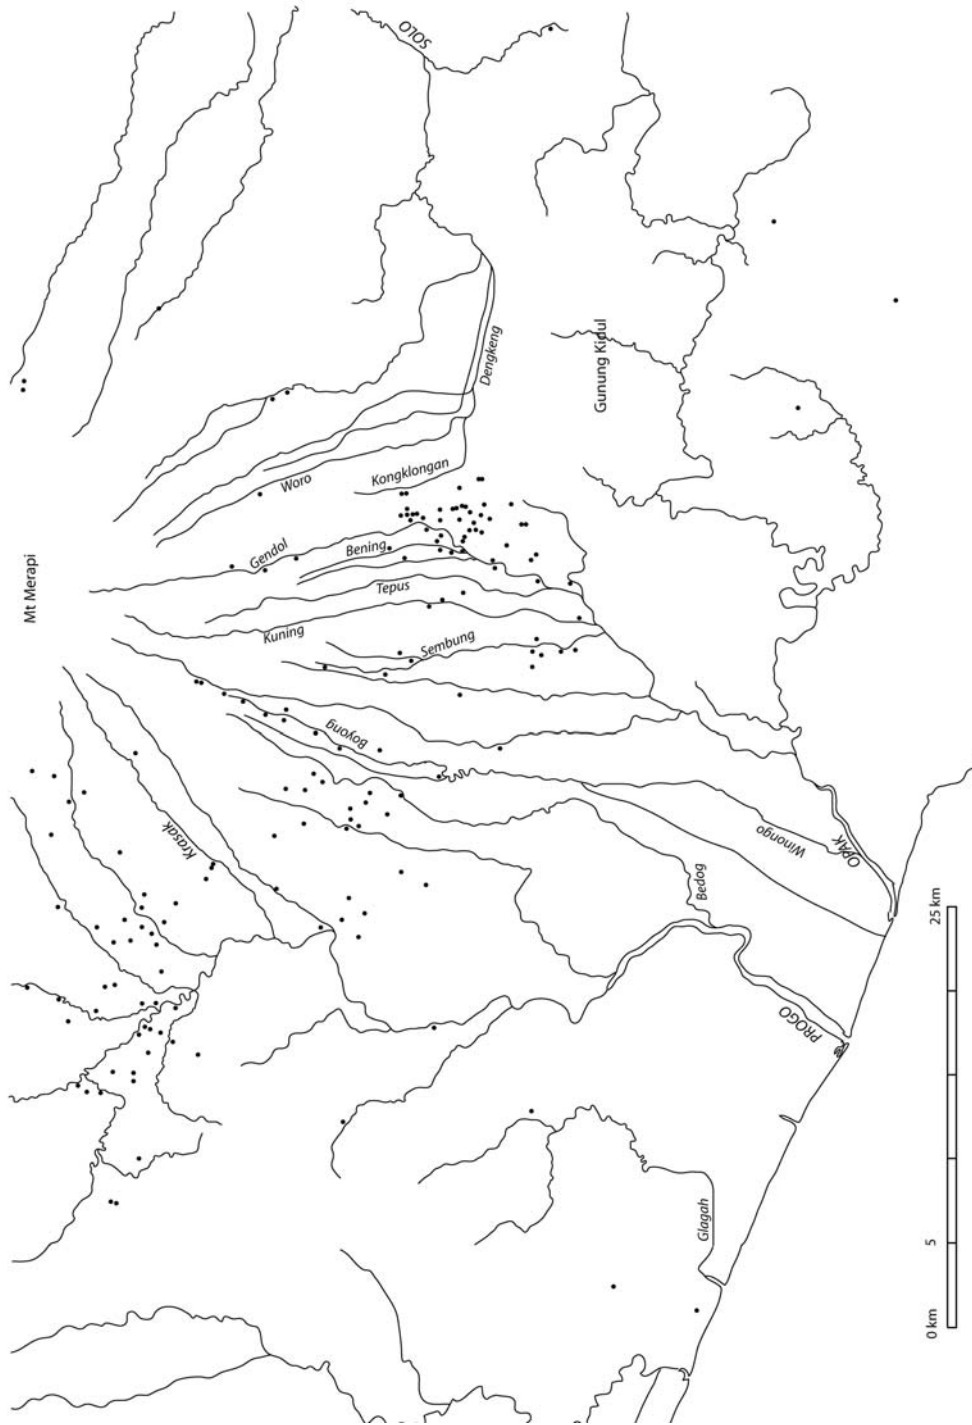 SOLO
Mt Merapi
Gendol
Woro
Kongklongan
Dengkeng
Gunung Kidul
Bening
Tepus
Kuning
Sembung
Boyong
Krasak
Winongo
OPAK
Bedog
PROGO
Glagah
0 km
5
25 km